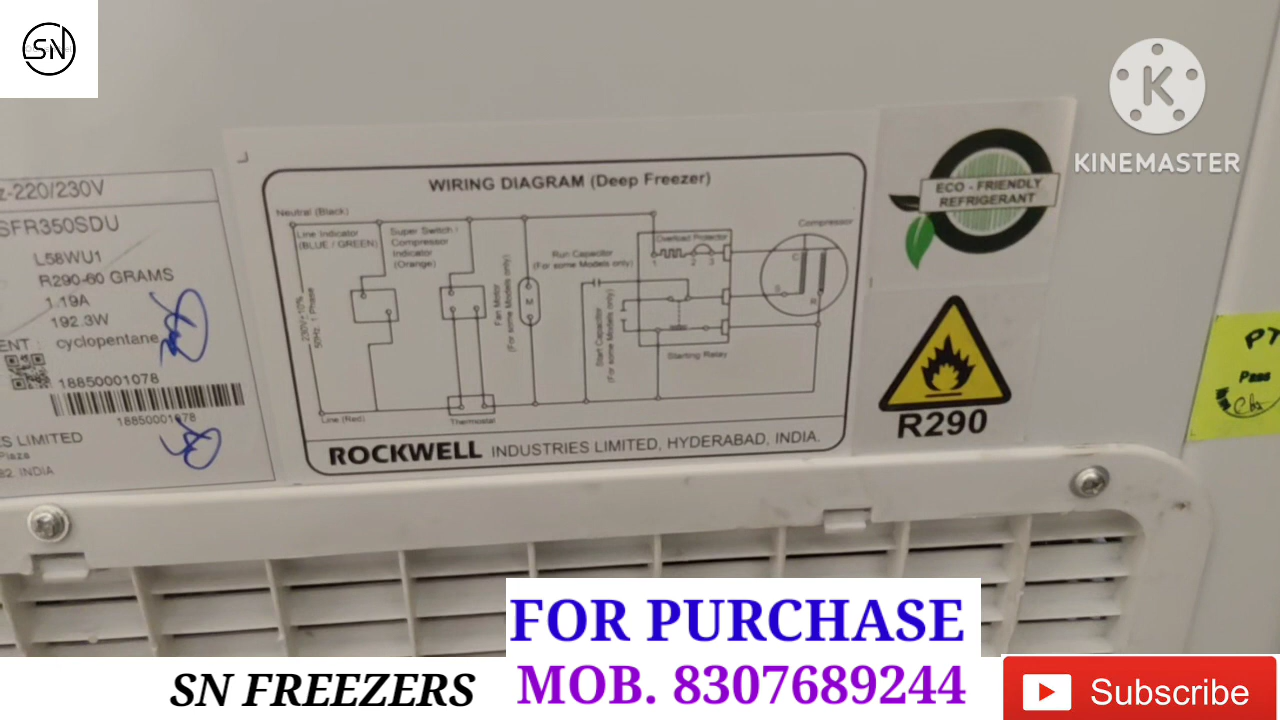 SN
KINEMASTER
z-220/230V
SFR350SDU
L58WU1
R290-60 GRAMS
1.19A
192.3W
ENT : cyclopentane
18850001078
18850001078
ES LIMITED
Plaza
82. INDIA
WIRING DIAGRAM (Deep Freezer)
Neutral (Black)
Line Indicator
(BLUE / GREEN)
Super Switch /
Compressor
Indicator
(Orange)
Fan Motor
(For some Models only)
M
Run Capacitor
(For some Models only)
Start Capacitor
(For some Models only)
Overload Protector
1 2 3
Compressor
C
S
R
230V±10%
50Hz. 1 Phase
Starting Relay
Line (Red)
Thermostat
ROCKWELL INDUSTRIES LIMITED, HYDERABAD, INDIA.
ECO - FRIENDLY
REFRIGERANT
R290
Pass
FOR PURCHASE
SN FREEZERS
MOB. 8307689244
Subscribe